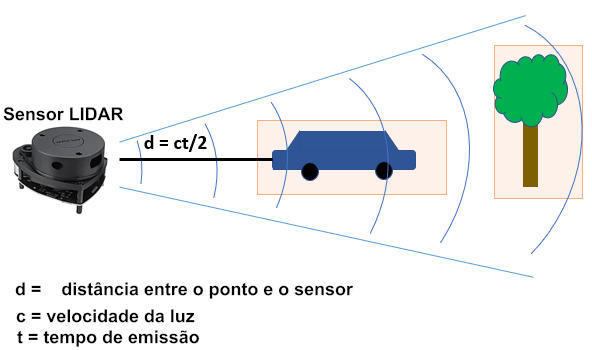 Sensor LIDAR
d = ct/2
d = distância entre o ponto e o sensor
c = velocidade da luz
t = tempo de emissão